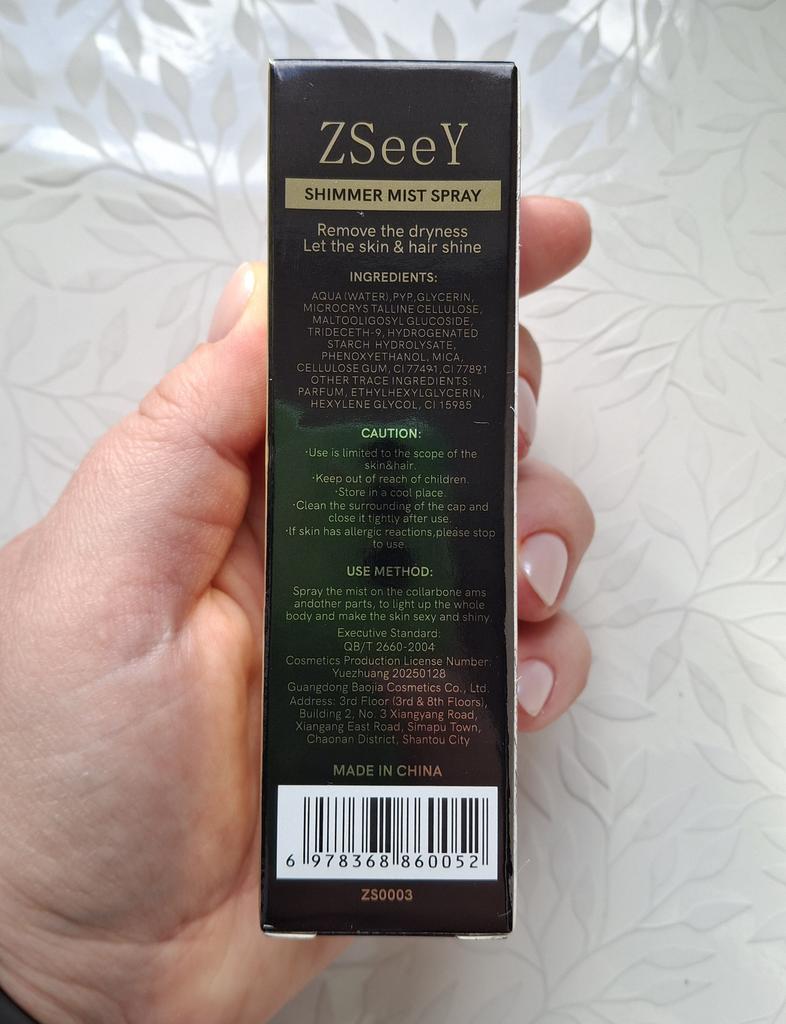 ZSeeY
SHIMMER MIST SPRAY
Remove the dryness
Let the skin & hair shine
INGREDIENTS:
AQUA (WATER),PYP,GLYCERIN,
MICROCRYS TALLINE CELLULOSE,
MALTOOLIGOSYL GLUCOSIDE,
TRIDECETH-9, HYDROGENATED
STARCH HYDROLYSATE,
PHENOXYETHANOL, MICA,
CELLULOSE GUM, CI 77491,CI 77891
OTHER TRACE INGREDIENTS:
PARFUM, ETHYLHEXYLGLYCERIN,
HEXYLENE GLYCOL, CI 15985
CAUTION:
·Use is limited to the scope of the
skin&hair.
·Keep out of reach of children.
·Store in a cool place.
·Clean the surrounding of the cap and
close it tightly after use.
·If skin has allergic reactions,please stop
to use.
USE METHOD:
Spray the mist on the collarbone ams
andother parts, to light up the whole
body and make the skin sexy and shiny.
Executive Standard:
QB/T 2660-2004
Cosmetics Production License Number:
Yuezhuang 20250128
Guangdong Baojia Cosmetics Co., Ltd.
Address: 3rd Floor (3rd & 8th Floors),
Building 2, No. 3 Xiangyang Road,
Xiangang East Road, Simapu Town,
Chaonan District, Shantou City
MADE IN CHINA
6 978368 860052
ZS0003